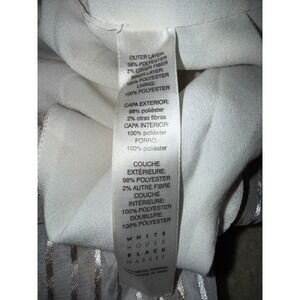 OUTER LAYER:
98% POLYESTER
2% OTHER FIBER
INNER LAYER:
100% POLYESTER
LINING:
100% POLYESTER
CAPA EXTERIOR:
98% poliéster
2% otras fibras
CAPA INTERIOR:
100% poliéster
FORRO:
100% poliéster
COUCHE
EXTÉRIEURE:
98% POLYESTER
2% AUTRE FIBRE
COUCHE
INTÉRIEURE:
100% POLYESTER
DOUBLURE:
100% POLYESTER
WHITE
HOUSE
BLACK
MARKET